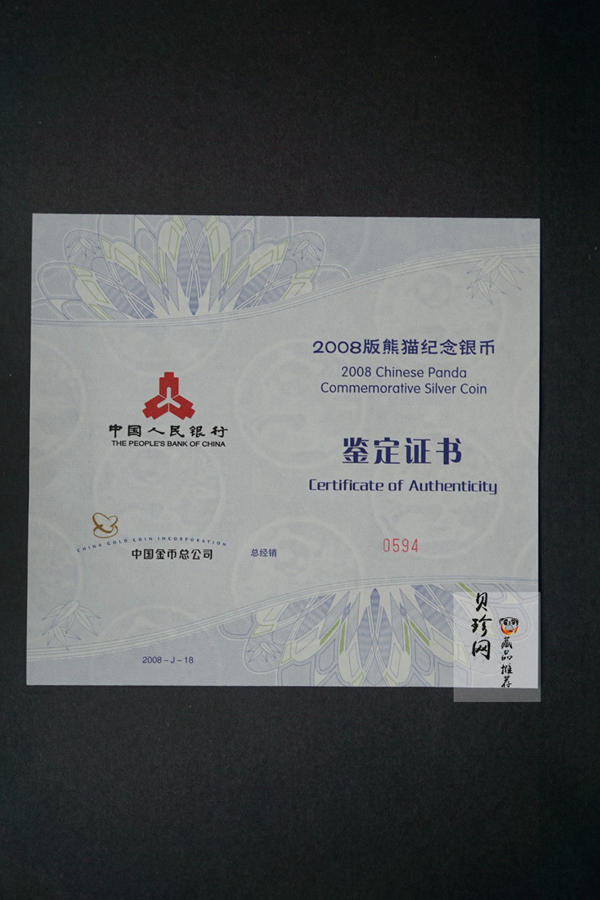 2008版熊猫纪念银币
2008 Chinese Panda
Commemorative Silver Coin
中国人民银行
THE PEOPLE'S BANK OF CHINA
鉴定证书
Certificate of Authenticity
CHINA GOLD COIN INCORPORATION
中国金币总公司
总经销
0594
2008-J-18
贝珍网
藏品推荐